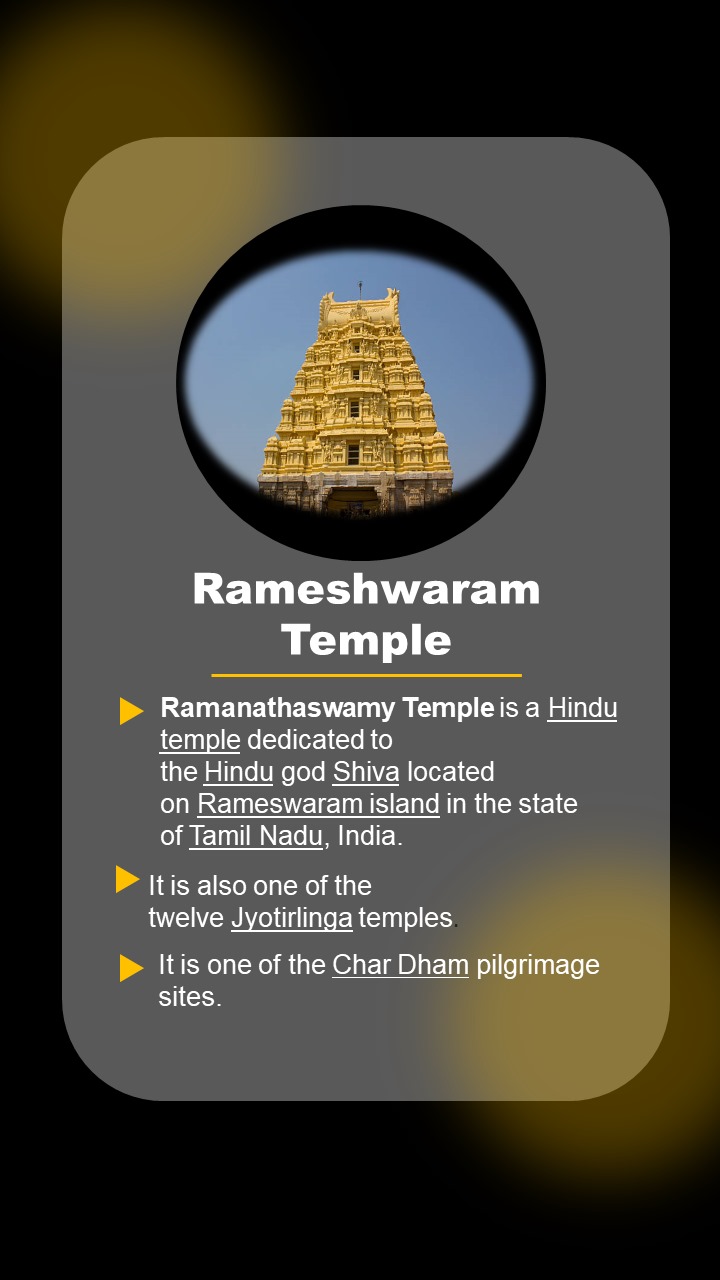 Rameshwaram
Temple
Ramanathaswamy Temple is a Hindu
temple dedicated to
the Hindu god Shiva located
on Rameswaram island in the state
of Tamil Nadu, India.
It is also one of the
twelve Jyotirlinga temples.
It is one of the Char Dham pilgrimage
sites.